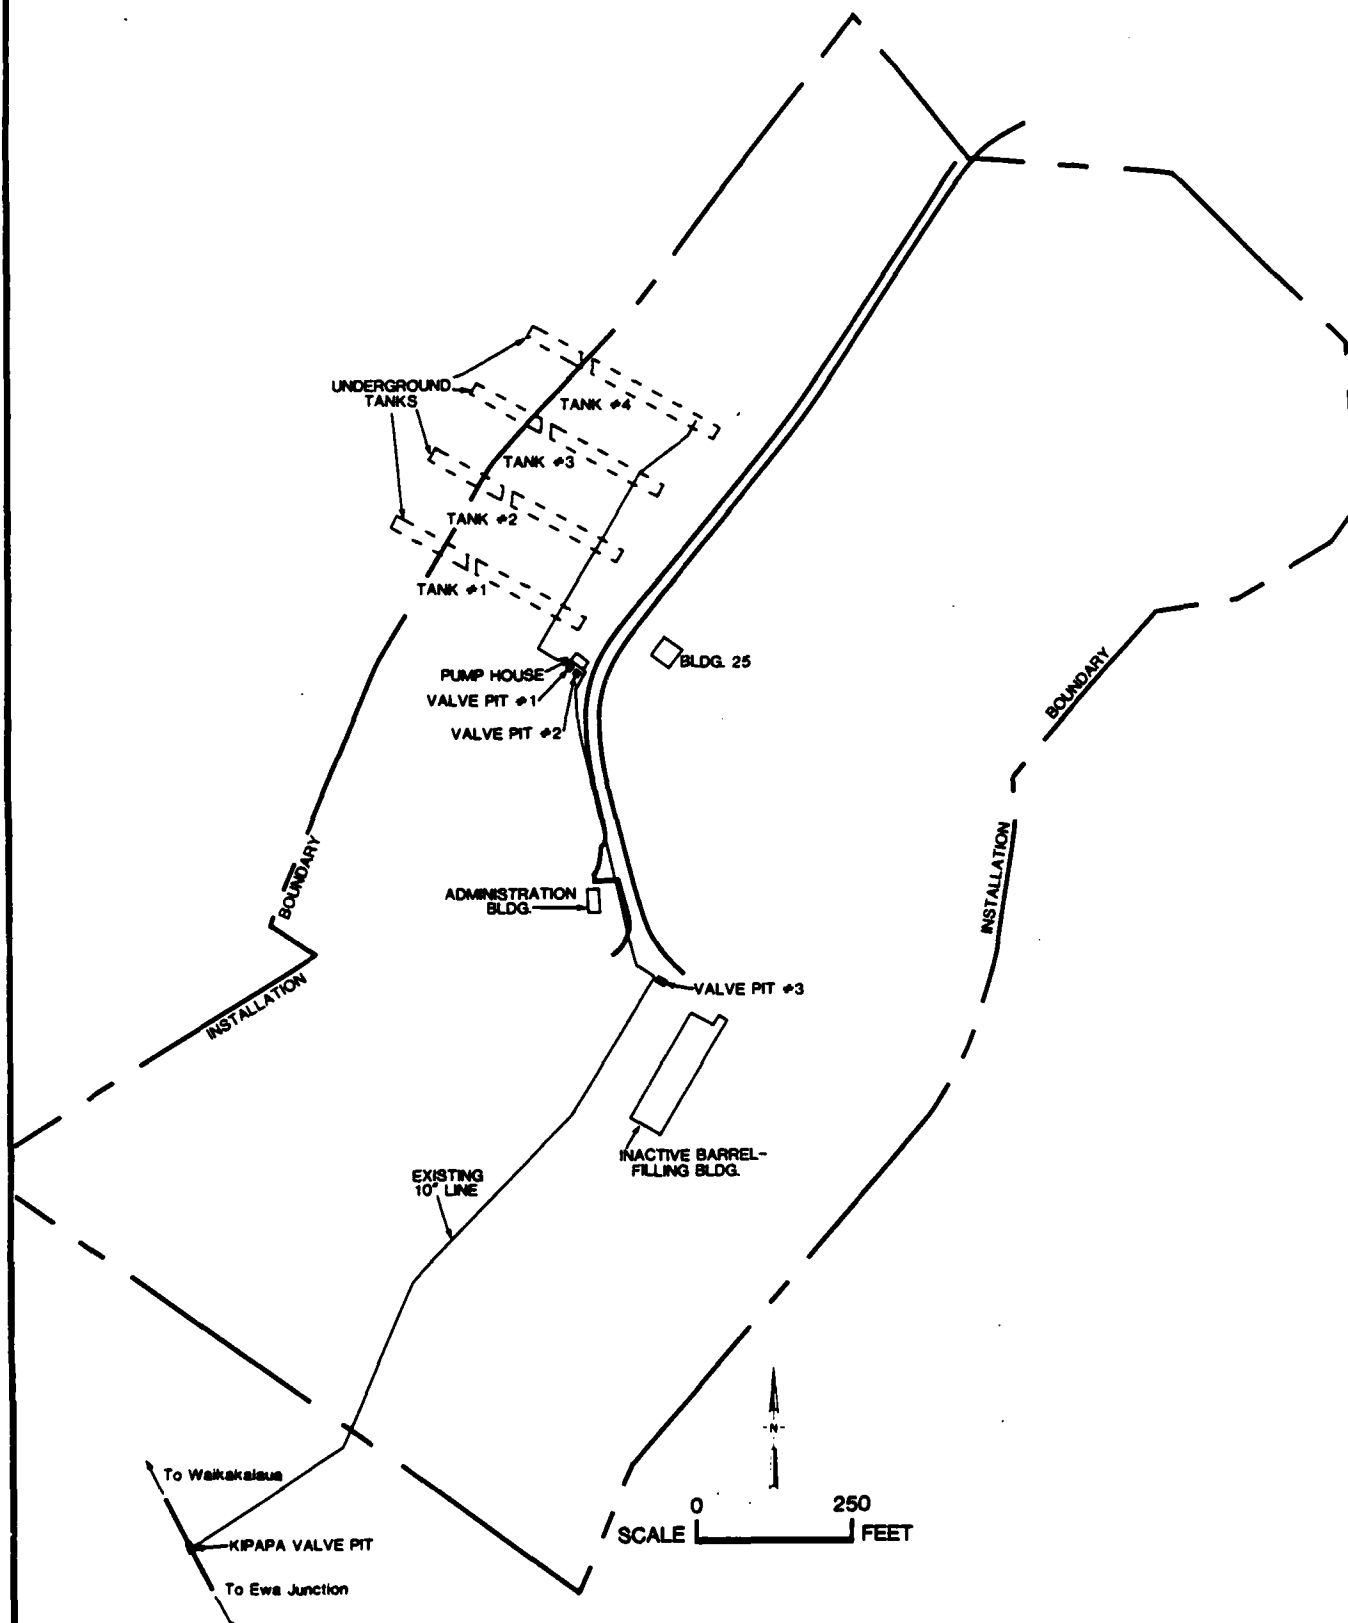 UNDERGROUND
TANKS
TANK #4
TANK #3
TANK #2
TANK #1
PUMP HOUSE
BLDG. 25
VALVE PIT #1
VALVE PIT #2
BOUNDARY
INSTALLATION
BOUNDARY
INSTALLATION
ADMINISTRATION
BLDG.
VALVE PIT #3
INACTIVE BARREL-
FILLING BLDG.
EXISTING
10" LINE
N
To Waikakalaua
KIPAPA VALVE PIT
To Ewa Junction
0 250
SCALE FEET